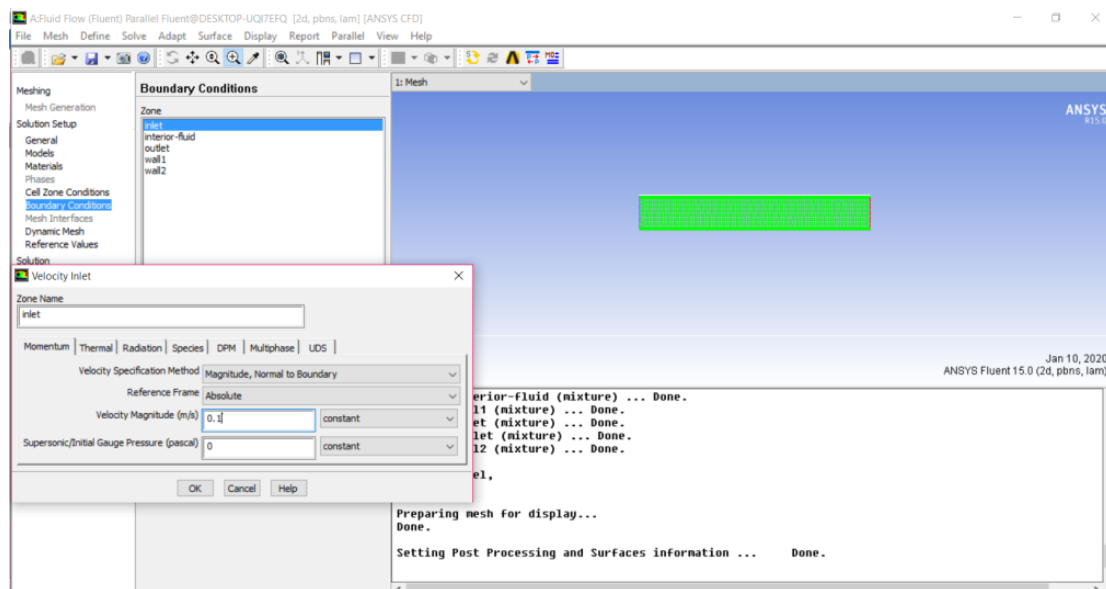 A:Fluid Flow (Fluent) Parallel Fluent@DESKTOP-UQI7EFQ [2d, pbns, lam] [ANSYS CFD]
File Mesh Define Solve Adapt Surface Display Report Parallel View Help
Meshing
Mesh Generation
Solution Setup
General
Models
Materials
Phases
Cell Zone Conditions
Boundary Conditions
Mesh Interfaces
Dynamic Mesh
Reference Values
Solution
Boundary Conditions
Zone
inlet
interior-fluid
outlet
wall1
wall2
1: Mesh
ANSYS
R15.0
Jan 10, 2020
ANSYS Fluent 15.0 (2d, pbns, lam)
Velocity Inlet
Zone Name
inlet
Momentum Thermal Radiation Species DPM Multiphase UDS
Velocity Specification Method Magnitude, Normal to Boundary
Reference Frame Absolute
Velocity Magnitude (m/s) 0.1 constant
Supersonic/Initial Gauge Pressure (pascal) 0 constant
OK Cancel Help
erior-fluid (mixture) ... Done.
l1 (mixture) ... Done.
et (mixture) ... Done.
let (mixture) ... Done.
l2 (mixture) ... Done.
el,
Preparing mesh for display...
Done.
Setting Post Processing and Surfaces information ... Done.